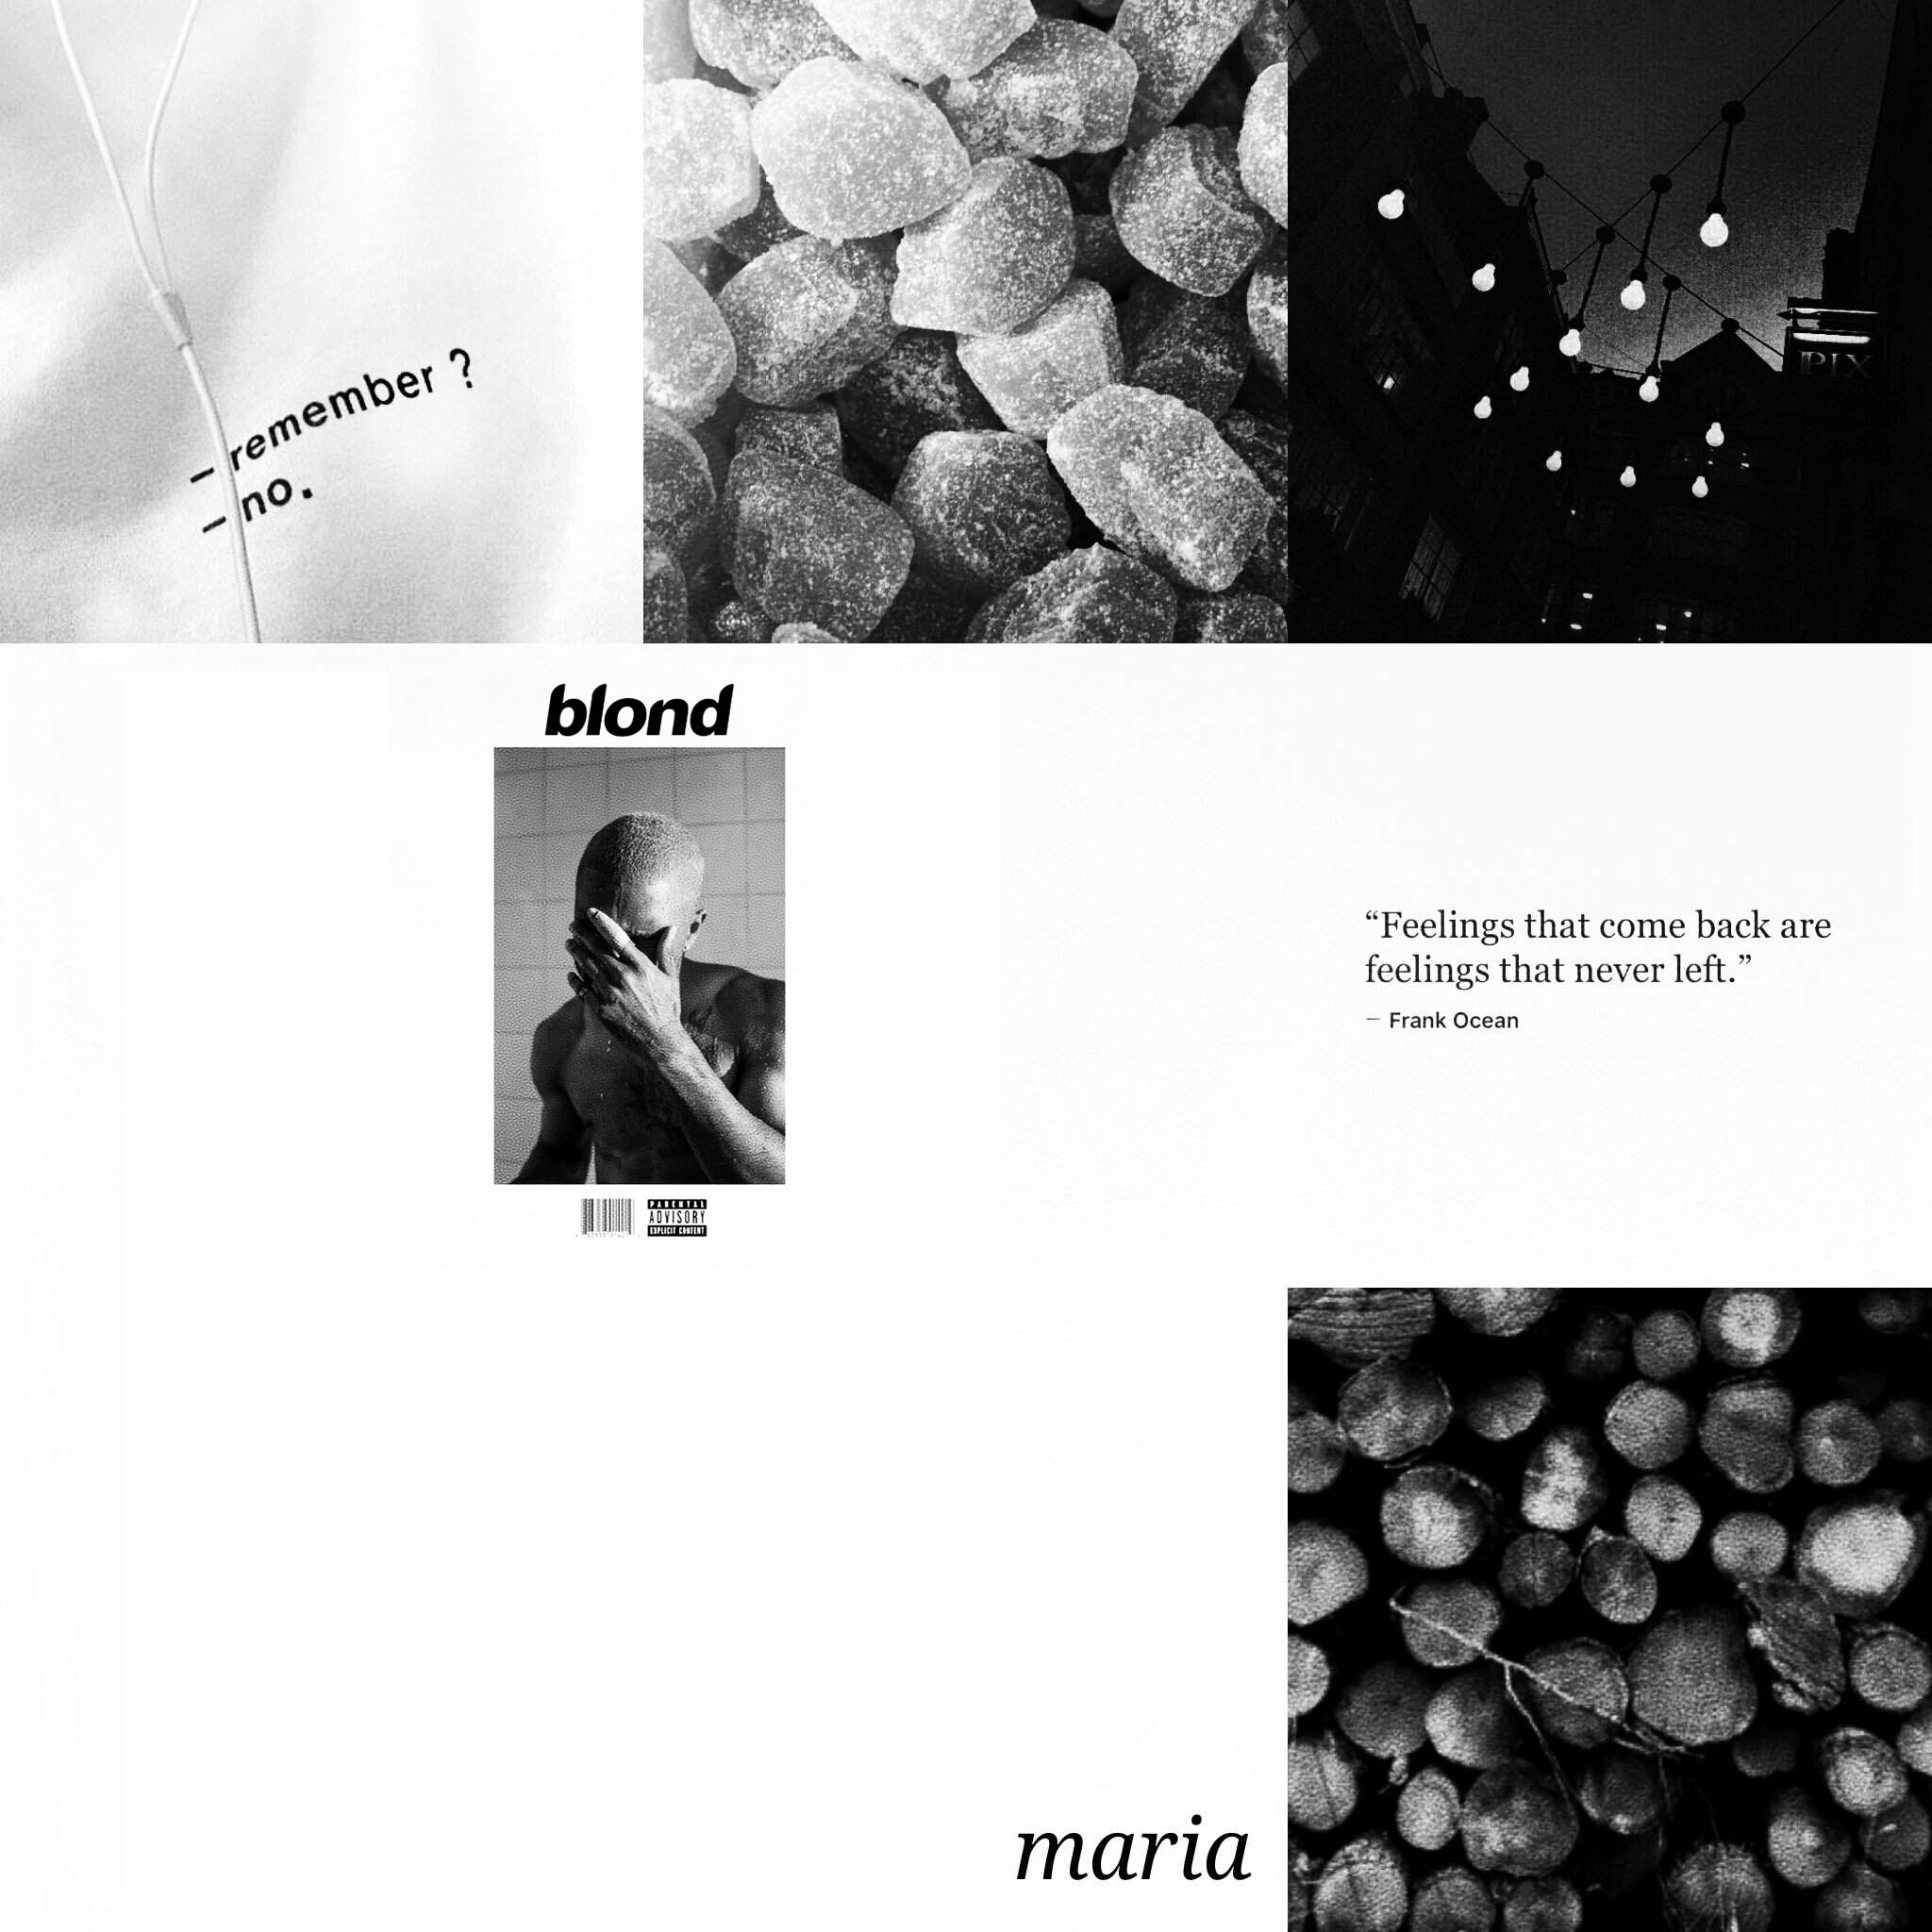 – remember ?
– no.
PIX
blond
PARENTAL
ADVISORY
EXPLICIT CONTENT
“Feelings that come back are
feelings that never left.”
— Frank Ocean
maria